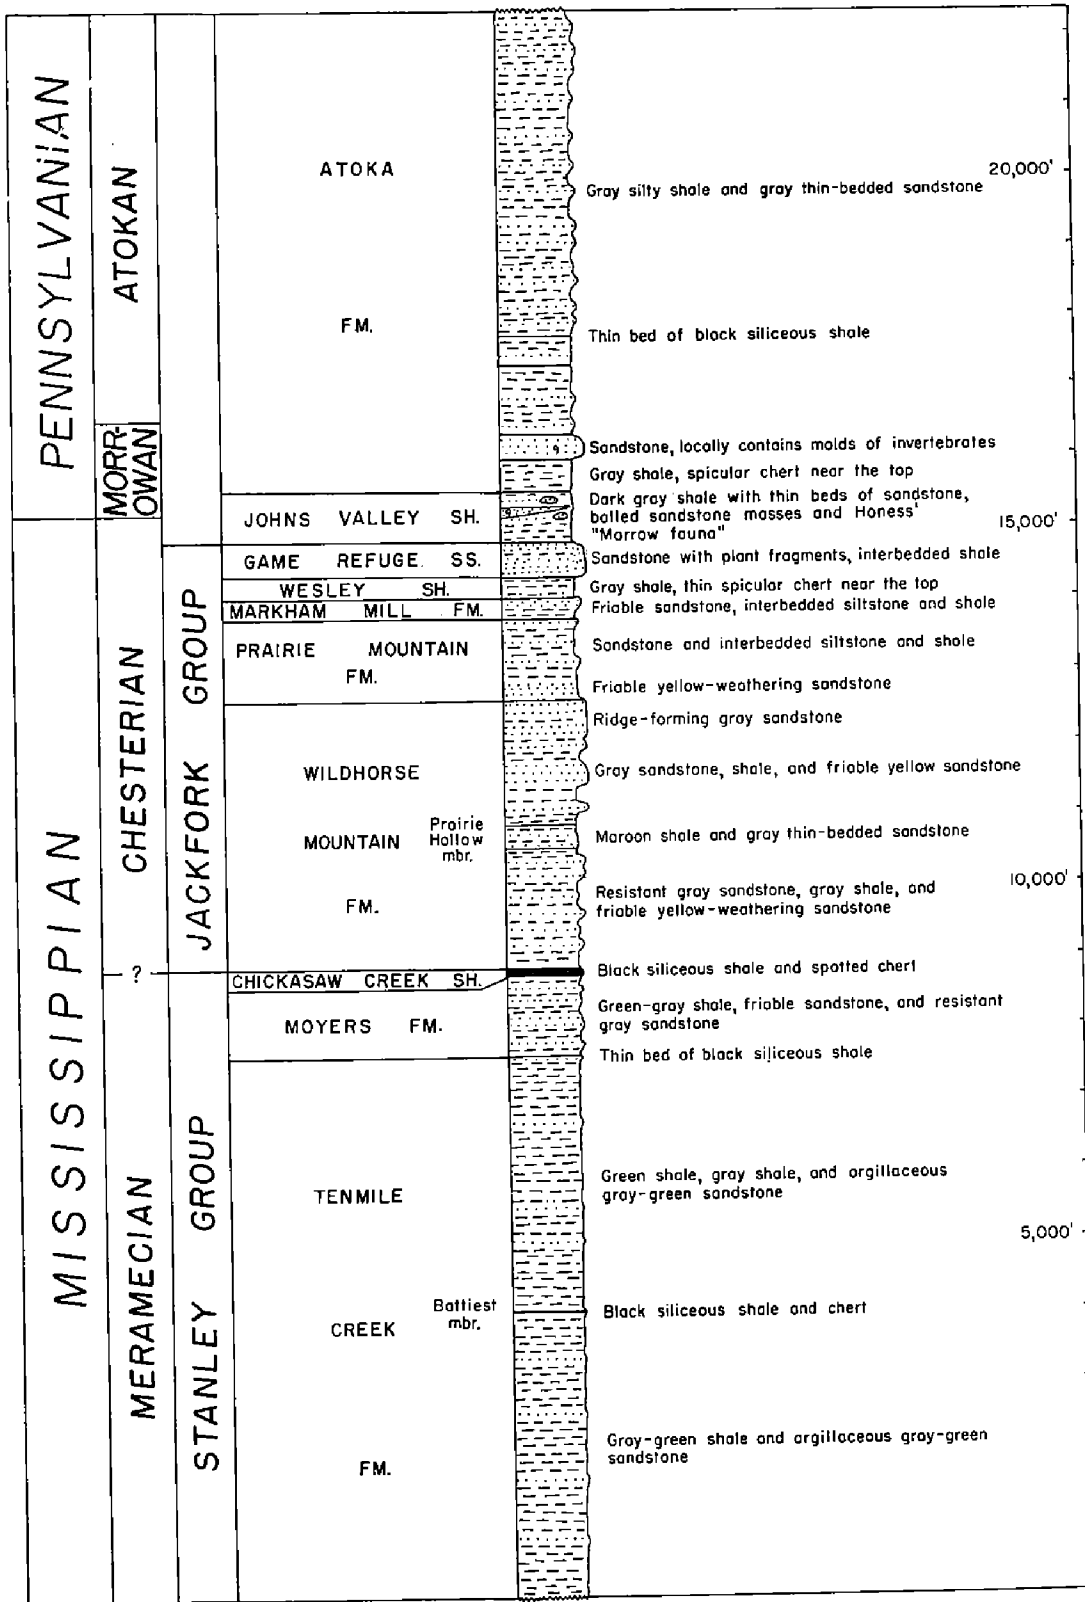 PENNSYLVANIAN
MISSISSIPPIAN
ATOKAN
MORR-
OWAN
CHESTERIAN
?
MERAMECIAN
JACKFORK GROUP
STANLEY GROUP
ATOKA
FM.
JOHNS VALLEY SH.
GAME REFUGE SS.
WESLEY SH.
MARKHAM MILL FM.
PRAIRIE MOUNTAIN
FM.
WILDHORSE
MOUNTAIN
FM.
Prairie
Hollow
mbr.
CHICKASAW CREEK SH.
MOYERS FM.
TENMILE
CREEK
FM.
Battiest
mbr.
Gray silty shale and gray thin-bedded sandstone
Thin bed of black siliceous shale
Sandstone, locally contains molds of invertebrates
Gray shale, spicular chert near the top
Dark gray shale with thin beds of sandstone,
balled sandstone masses and Honess'
"Morrow fauna"
Sandstone with plant fragments, interbedded shale
Gray shale, thin spicular chert near the top
Friable sandstone, interbedded siltstone and shale
Sandstone and interbedded siltstone and shale
Friable yellow-weathering sandstone
Ridge-forming gray sandstone
Gray sandstone, shale, and friable yellow sandstone
Maroon shale and gray thin-bedded sandstone
Resistant gray sandstone, gray shale, and
friable yellow-weathering sandstone
Black siliceous shale and spotted chert
Green-gray shale, friable sandstone, and resistant
gray sandstone
Thin bed of black siliceous shale
Green shale, gray shale, and argillaceous
gray-green sandstone
Black siliceous shale and chert
Gray-green shale and argillaceous gray-green
sandstone
20,000'
15,000'
10,000'
5,000'